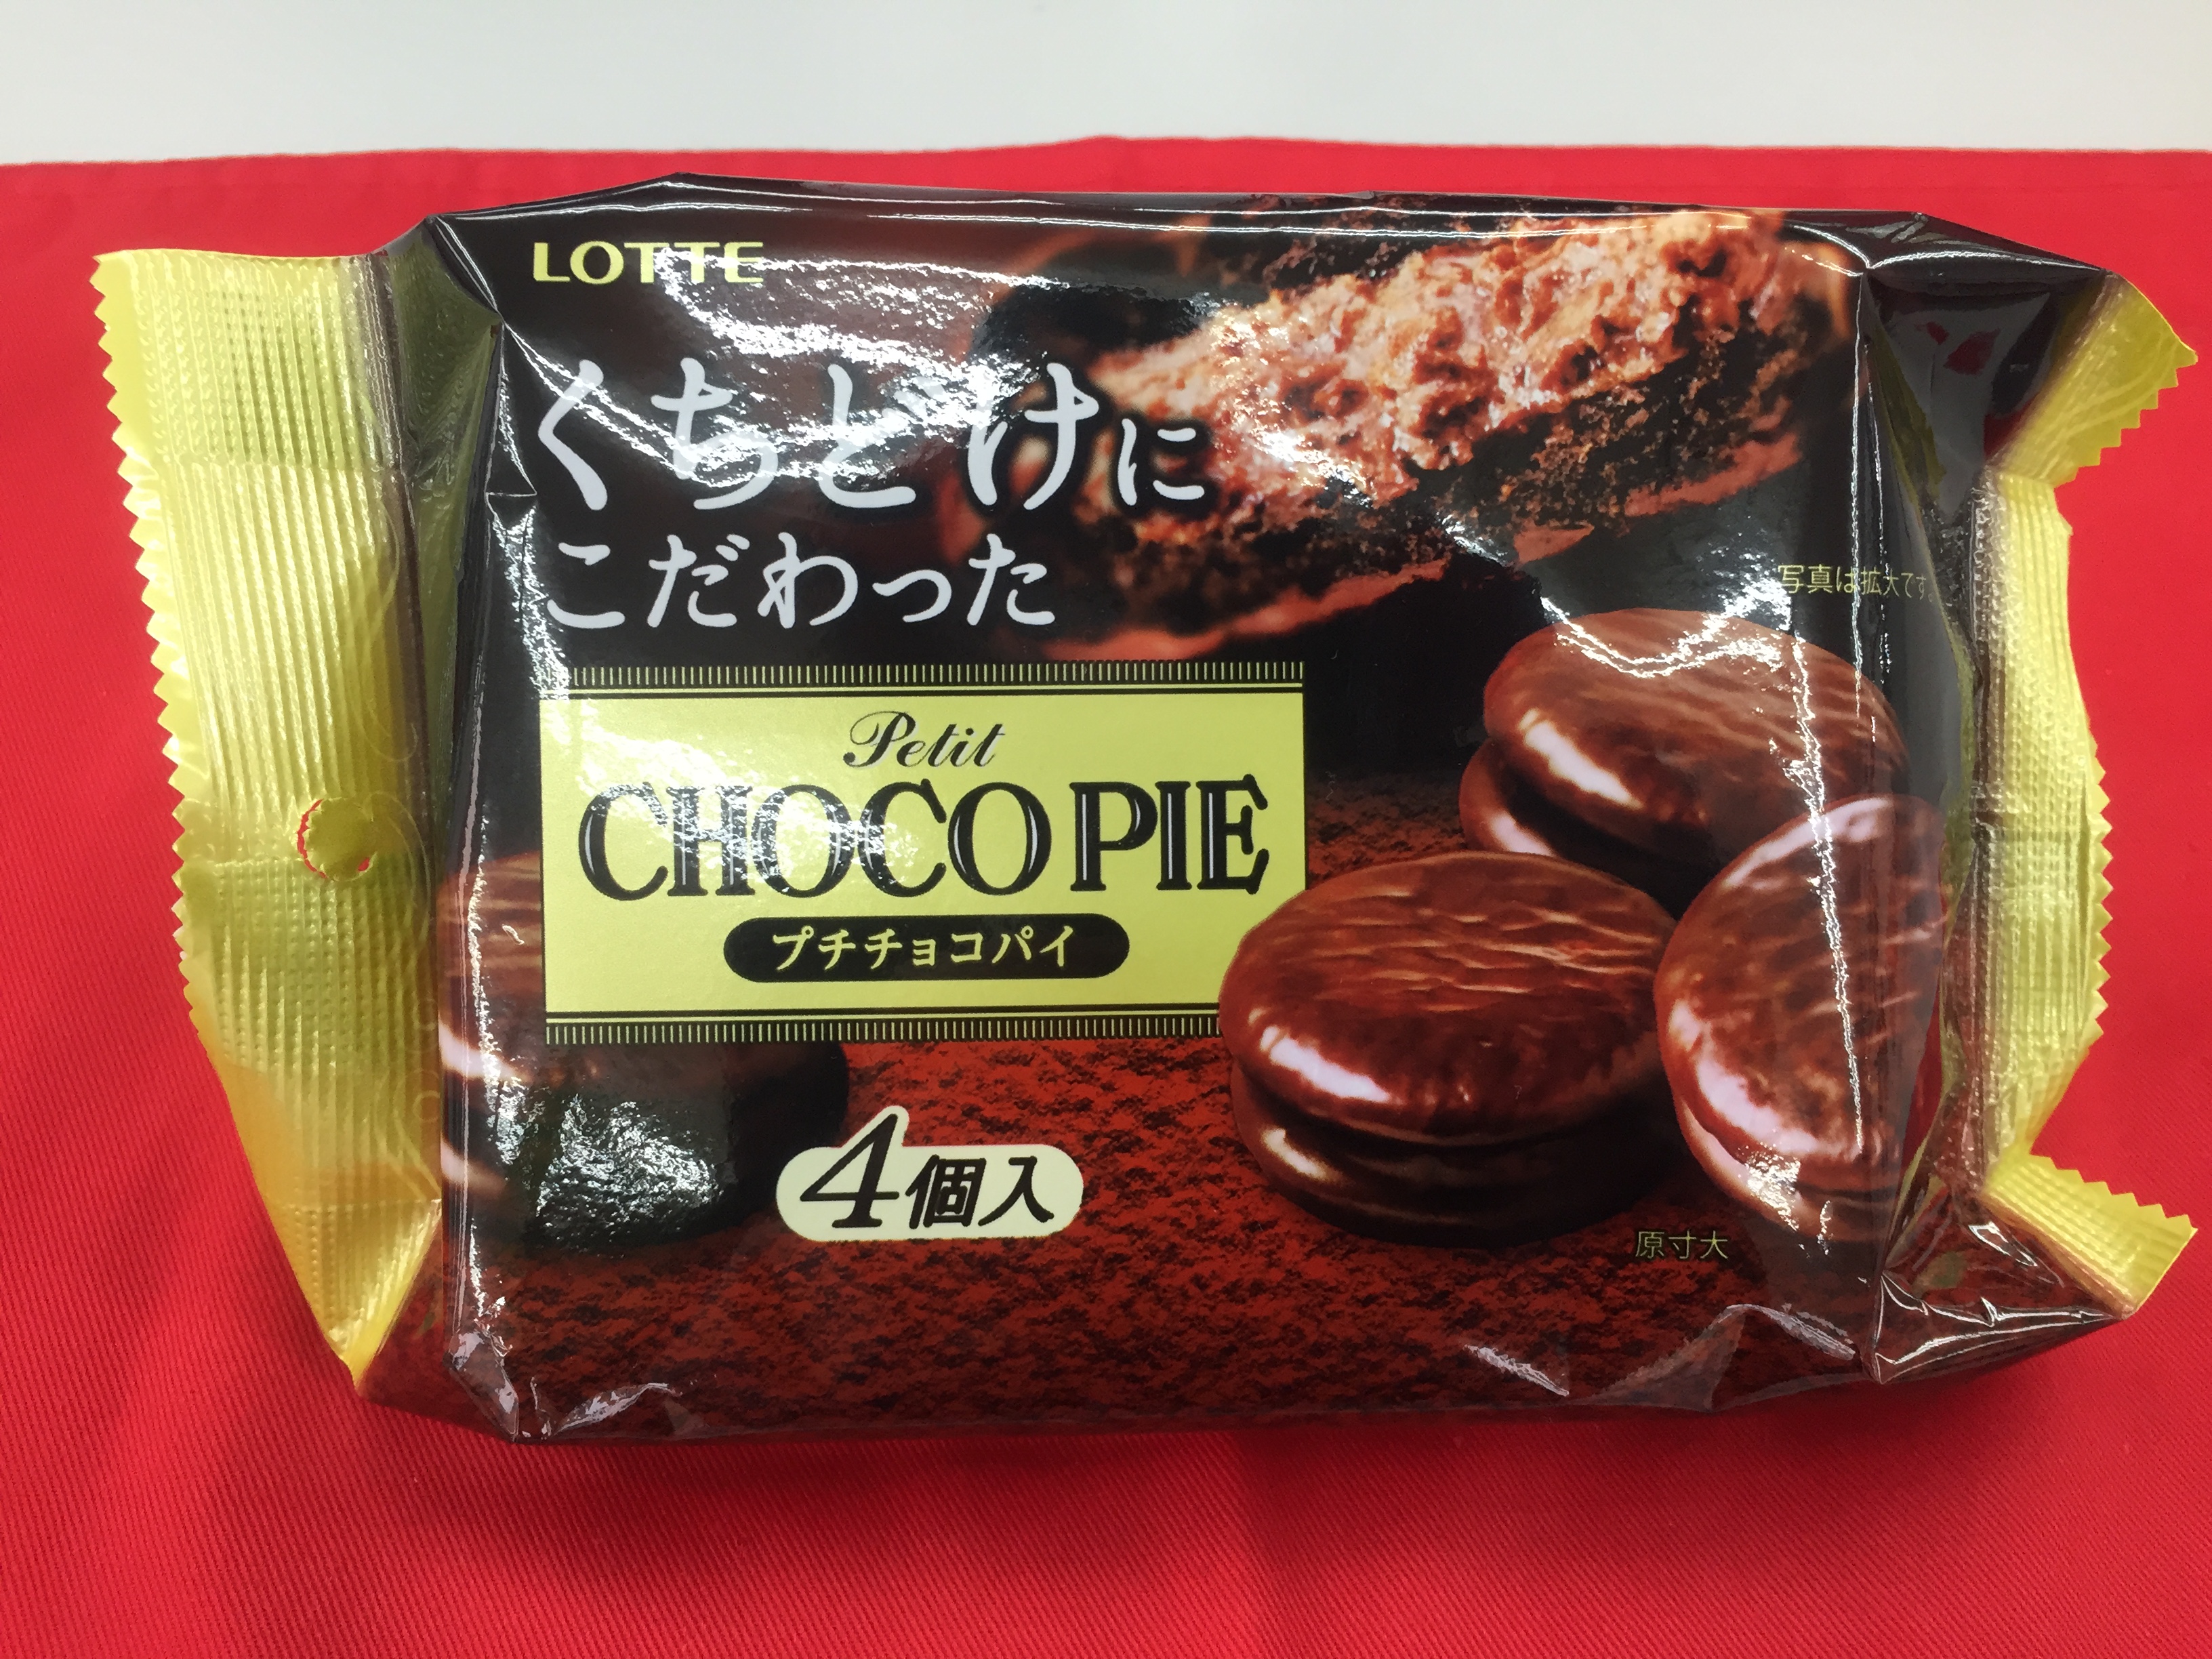 LOTTE
くちどけに
こだわった
写真は拡大です。
Petit
CHOCO PIE
プチチョコパイ
4個入
原寸大